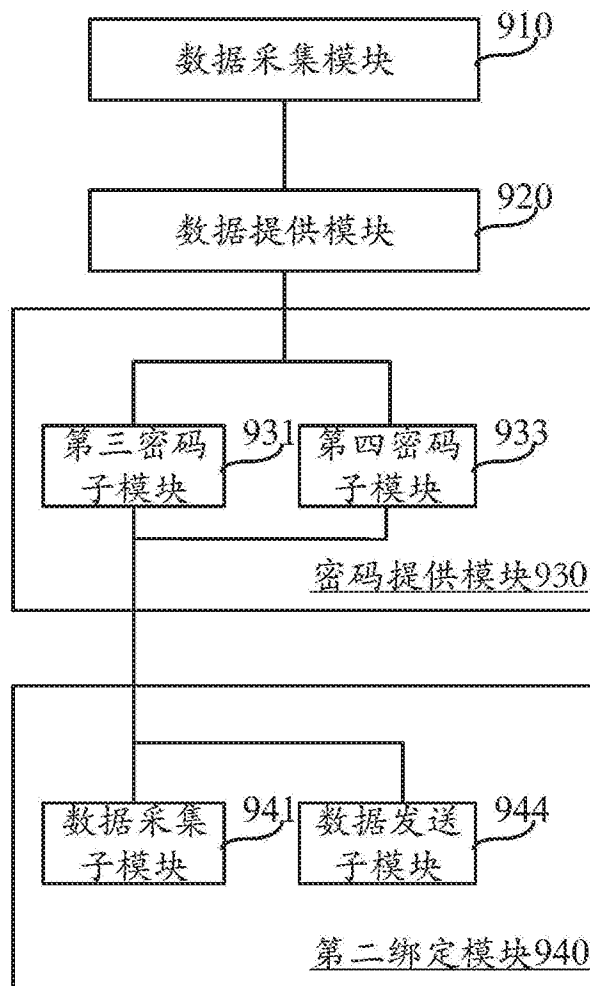 910
数据采集模块
920
数据提供模块
第三密码
子模块
931
第四密码
子模块
933
密码提供模块930
数据采集
子模块
941
数据发送
子模块
944
第二绑定模块940